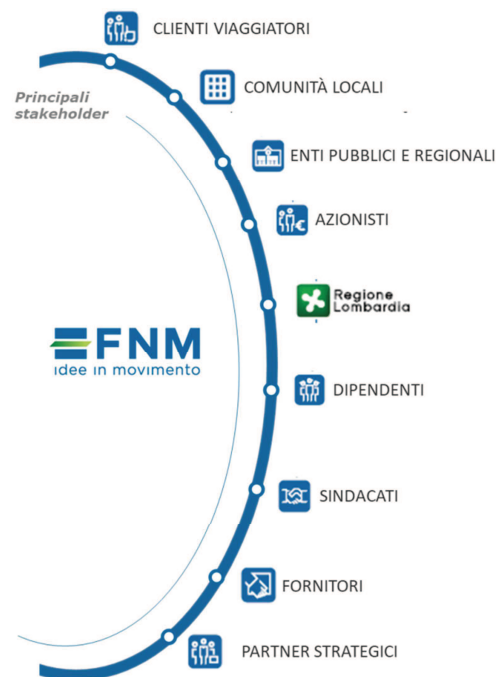 CLIENTI VIAGGIATORI
COMUNITÀ LOCALI
Principali
stakeholder
ENTI PUBBLICI E REGIONALI
AZIONISTI
Regione
Lombardia
FNM
idee in movimento
DIPENDENTI
SINDACATI
FORNITORI
PARTNER STRATEGICI